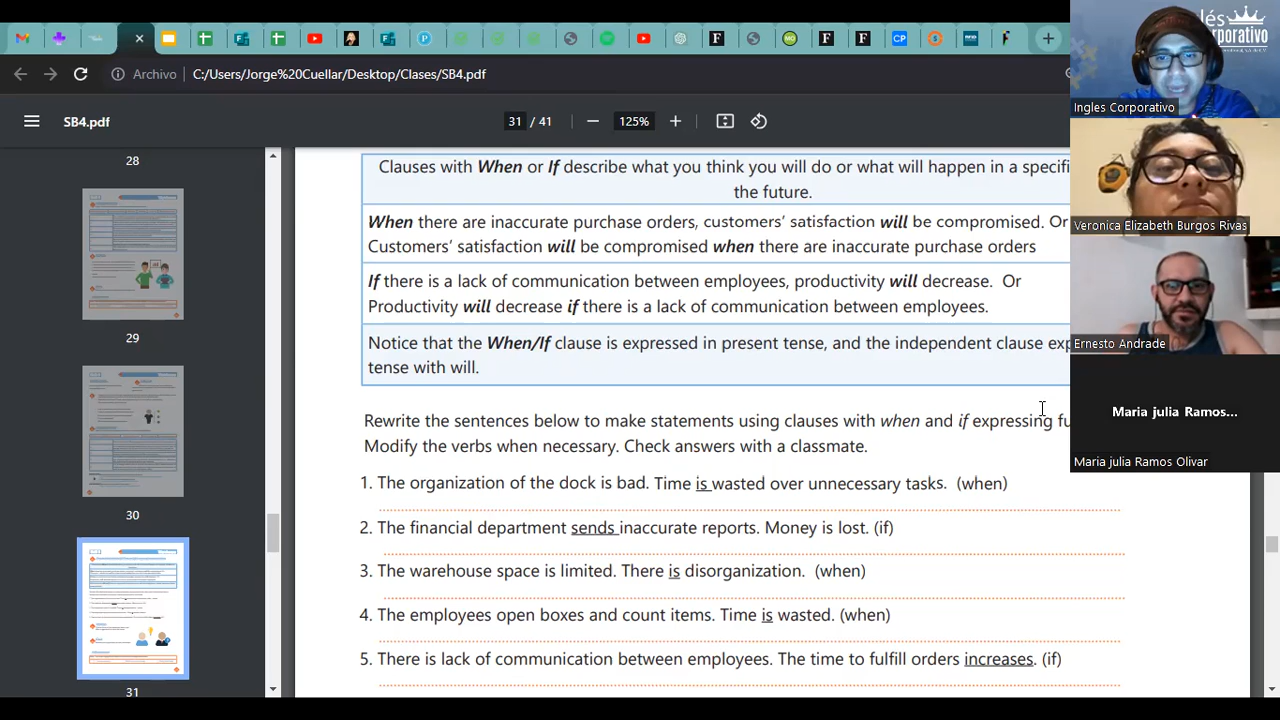 Archivo
C:/Users/Jorge%20Cuellar/Desktop/Clases/SB4.pdf
SB4.pdf
31 / 41
125%
28
29
30
31
Clauses with When or If describe what you think you will do or what will happen in a specifi
the future.
When there are inaccurate purchase orders, customers’ satisfaction will be compromised. Or
Customers’ satisfaction will be compromised when there are inaccurate purchase orders
If there is a lack of communication between employees, productivity will decrease. Or
Productivity will decrease if there is a lack of communication between employees.
Notice that the When/If clause is expressed in present tense, and the independent clause exp
tense with will.
Rewrite the sentences below to make statements using clauses with when and if expressing fu
Modify the verbs when necessary. Check answers with a classmate.
1. The organization of the dock is bad. Time is wasted over unnecessary tasks. (when)
2. The financial department sends inaccurate reports. Money is lost. (if)
3. The warehouse space is limited. There is disorganization. (when)
4. The employees open boxes and count items. Time is wasted. (when)
5. There is lack of communication between employees. The time to fulfill orders increases. (if)
lés
Corporativo
Ingles Corporativo
Veronica Elizabeth Burgos Rivas
Ernesto Andrade
Maria julia Ramos...
Maria julia Ramos Olivar